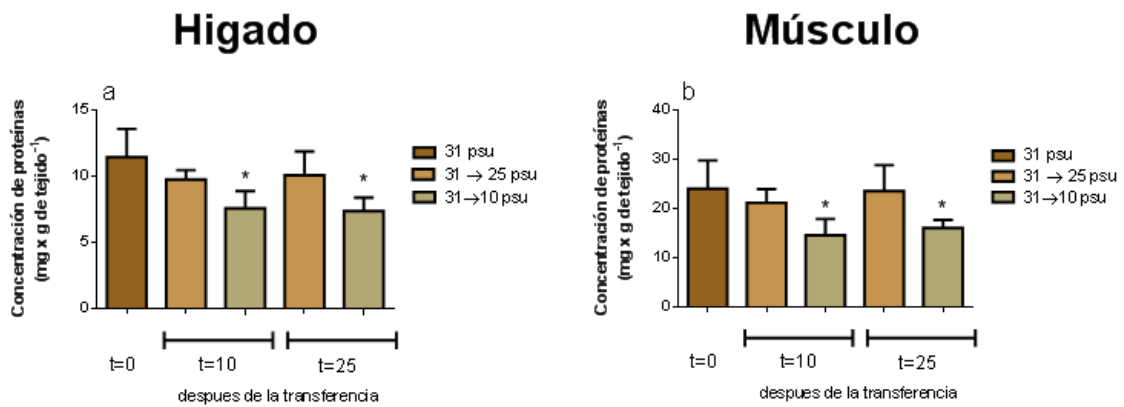 Higado
Músculo
a
Concentración de proteínas
(mg x g de tejido⁻¹)
15
10
5
0
*
*
31 psu
31 → 25 psu
31→10 psu
t=0
t=10
t=25
despues de la transferencia
b
Concentración de proteínas
(mg x g de tejido⁻¹)
40
30
20
10
0
*
*
31 psu
31 → 25 psu
31→10 psu
t=0
t=10
t=25
despues de la transferencia